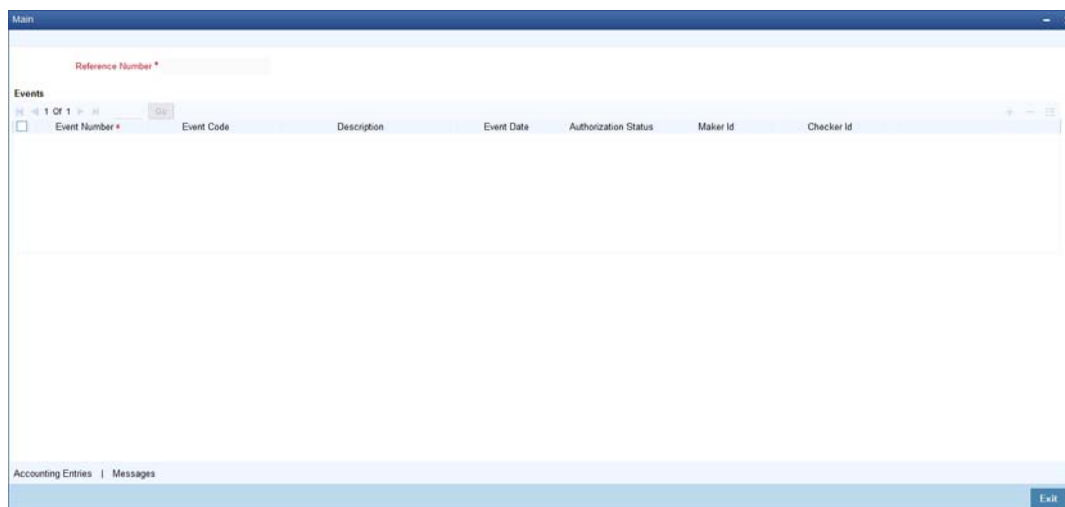 Main
Reference Number *
Events
1 Of 1 Go
Event Number * Event Code Description Event Date Authorization Status Maker Id Checker Id
Accounting Entries | Messages
Exit